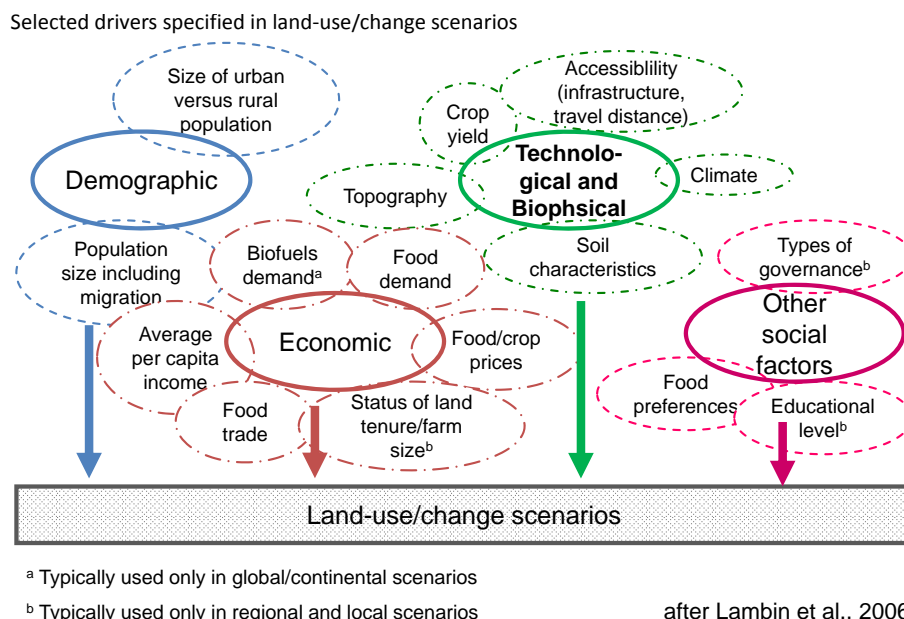 Selected drivers specified in land-use/change scenarios
Size of urban
versus rural
population
Demographic
Population
size including
migration
Accessiblility
(infrastructure,
travel distance)
Crop
yield
Technolo-
gical and
Biophsical
Climate
Topography
Soil
characteristics
Biofuels
demandᵃ
Food
demand
Average
per capita
income
Economic
Food/crop
prices
Food
trade
Status of land
tenure/farm
sizeᵇ
Types of
governanceᵇ
Other
social
factors
Food
preferences
Educational
levelᵇ
Land-use/change scenarios
ᵃ Typically used only in global/continental scenarios
ᵇ Typically used only in regional and local scenarios
after Lambin et al., 2006